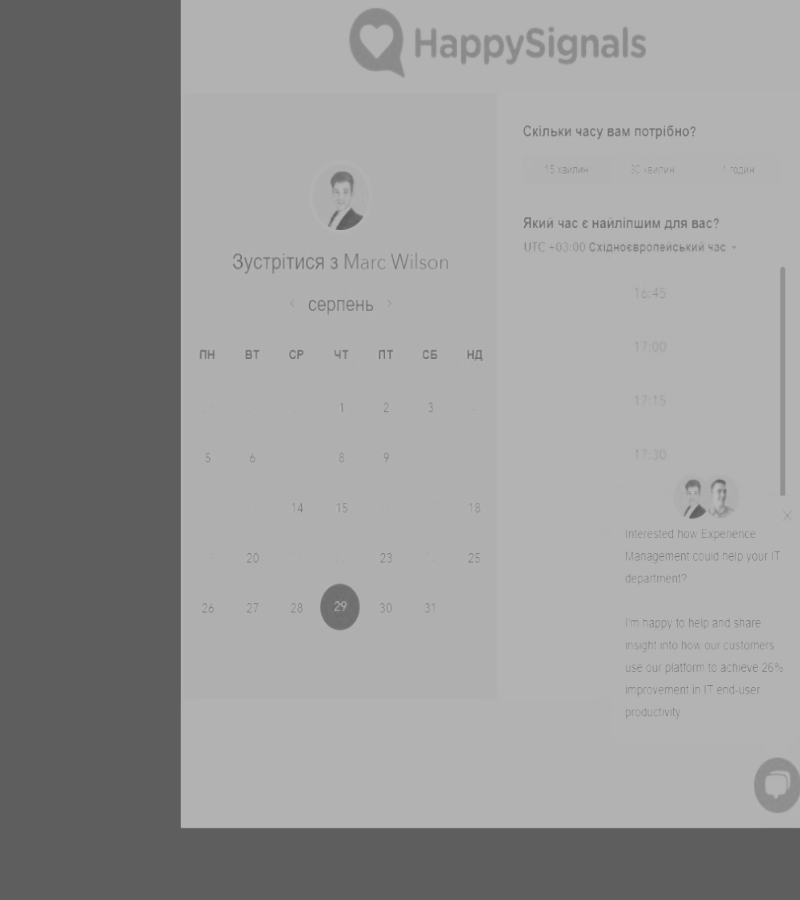 HappySignals
Зустрітися з Marc Wilson
серпень
ПН ВТ СР ЧТ ПТ СБ НД
1 2 3
5 6 8 9
14 15 18
20 23 25
26 27 28 29 30 31
Скільки часу вам потрібно?
15 хвилин 30 хвилин 1 годин
Який час є найліпшим для вас?
UTC +03:00 Східноєвропейський час
16:45
17:00
17:15
17:30
Interested how Experience
Management could help your IT
department?
I'm happy to help and share
insight into how our customers
use our platform to achieve 26%
improvement in IT end-user
productivity